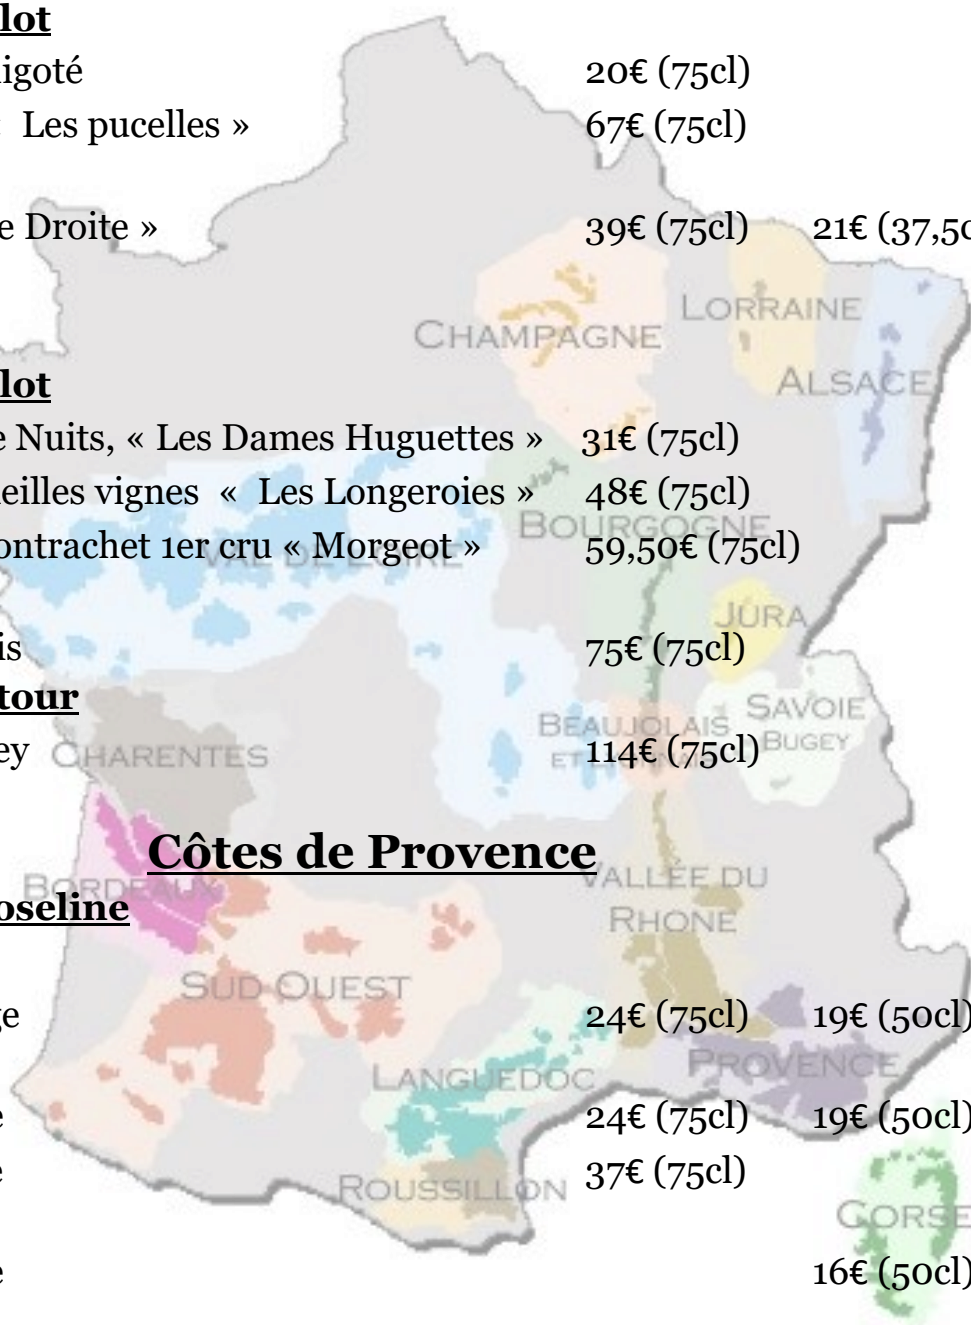 lot
igoté 20€ (75cl)
Les pucelles » 67€ (75cl)
e Droite » 39€ (75cl) 21€ (37,5c
CHAMPAGNE
LORRAINE
ALSACE
lot
e Nuits, « Les Dames Huguettes » 31€ (75cl)
eilles vignes « Les Longeroies » 48€ (75cl)
BOURGOGNE
ontrachet 1er cru « Morgeot » 59,50€ (75cl)
VAL DE LOIRE
JURA
is 75€ (75cl)
tour
SAVOIE
BUGEY
BEAUJOLAIS
ET LYONNAIS
ey 114€ (75cl)
CHARENTES
Côtes de Provence
BORDEAUX
VALLÉE DU
RHONE
oseline
SUD-OUEST
ge 24€ (75cl) 19€ (50cl)
PROVENCE
LANGUEDOC
e 24€ (75cl) 19€ (50cl)
e 37€ (75cl)
ROUSSILLON
CORSE
e 16€ (50cl)